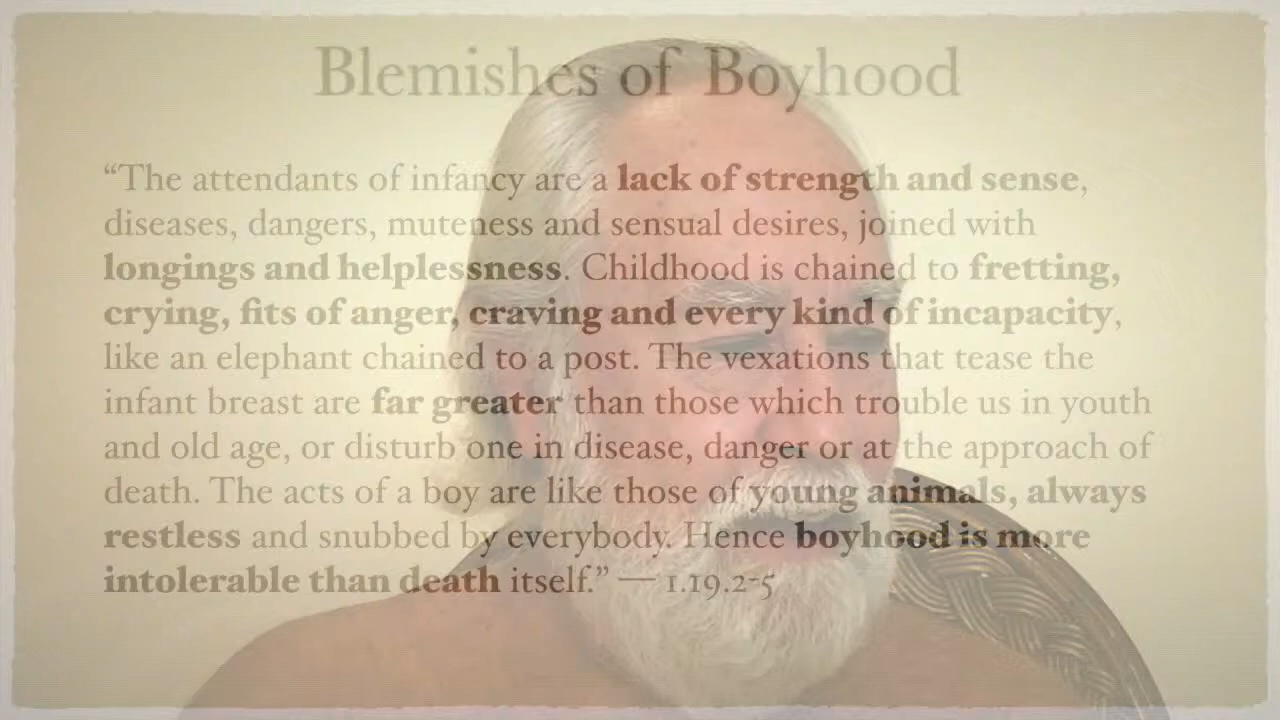 Blemishes of Boyhood
“The attendants of infancy are a lack of strength and sense,
diseases, dangers, muteness and sensual desires, joined with
longings and helplessness. Childhood is chained to fretting,
crying, fits of anger, craving and every kind of incapacity,
like an elephant chained to a post. The vexations that tease the
infant breast are far greater than those which trouble us in youth
and old age, or disturb one in disease, danger or at the approach of
death. The acts of a boy are like those of young animals, always
restless and snubbed by everybody. Hence boyhood is more
intolerable than death itself.” — 1.19.2-5